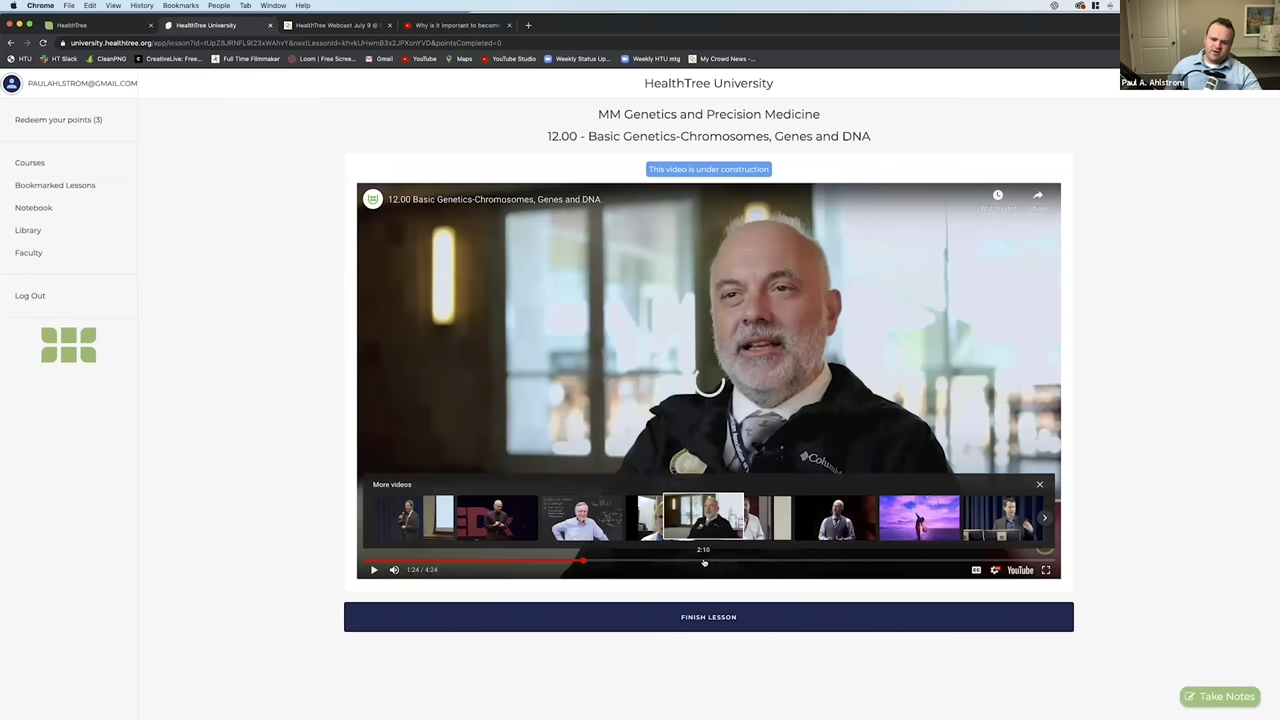 Chrome File Edit View History Bookmarks People Tab Window Help
HealthTree
HealthTree University
HealthTree Webcast July 9 @
Why is it important to become
HTU HT Slack CleanPNG CreativeLive: Free... Full Time Filmmaker Loom | Free Scree... Gmail YouTube Maps YouTube Studio Weekly Status Up... Weekly HTU mtg My Crowd News -...
Paul A. Ahlstrom
PAULAHLSTROM@GMAIL.COM
HealthTree University
Redeem your points (3)
Courses
Bookmarked Lessons
Notebook
Library
Faculty
Log Out
MM Genetics and Precision Medicine
12.00 - Basic Genetics-Chromosomes, Genes and DNA
This video is under construction
12.00 Basic Genetics-Chromosomes, Genes and DNA
Watch later
Share
Columbia
More videos
2:10
1:24 / 4:24
YouTube
FINISH LESSON
Take Notes